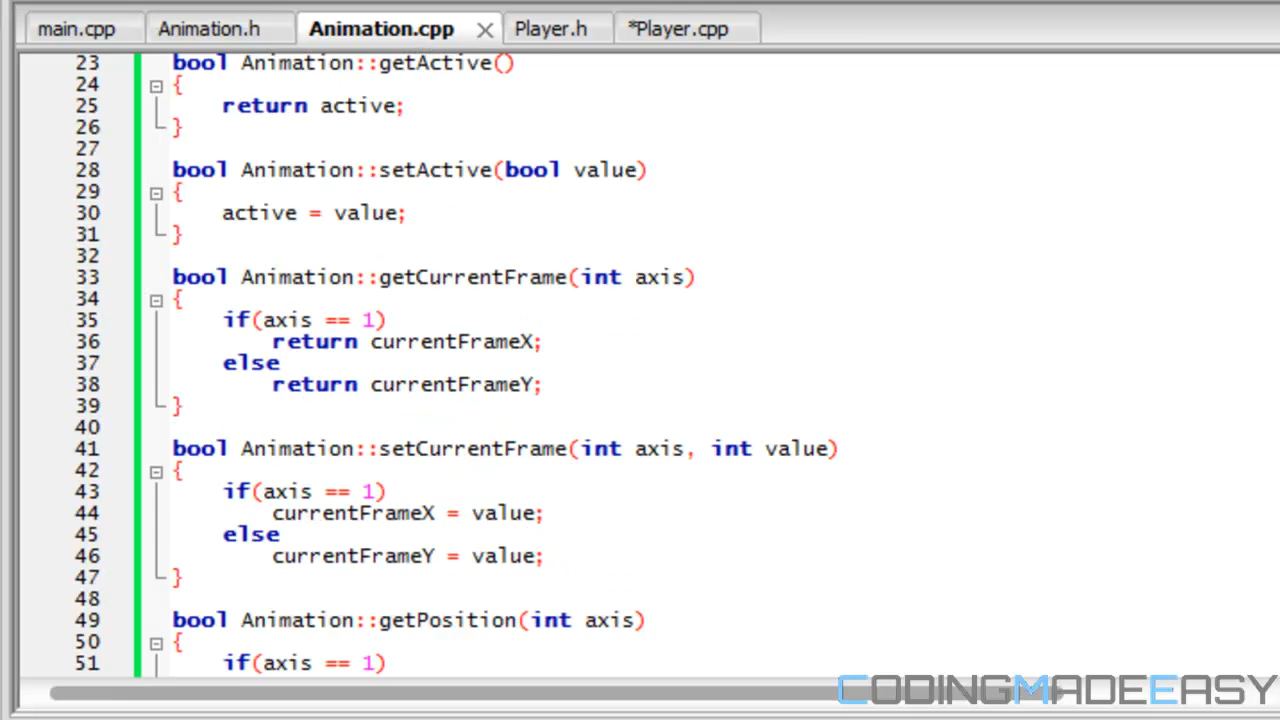 main.cpp Animation.h Animation.cpp Player.h *Player.cpp
23 bool Animation::getActive()
24 {
25 return active;
26 }
27
28 bool Animation::setActive(bool value)
29 {
30 active = value;
31 }
32
33 bool Animation::getCurrentFrame(int axis)
34 {
35 if(axis == 1)
36 return currentFrameX;
37 else
38 return currentFrameY;
39 }
40
41 bool Animation::setCurrentFrame(int axis, int value)
42 {
43 if(axis == 1)
44 currentFrameX = value;
45 else
46 currentFrameY = value;
47 }
48
49 bool Animation::getPosition(int axis)
50 {
51 if(axis == 1)
CODINGMADEEASY